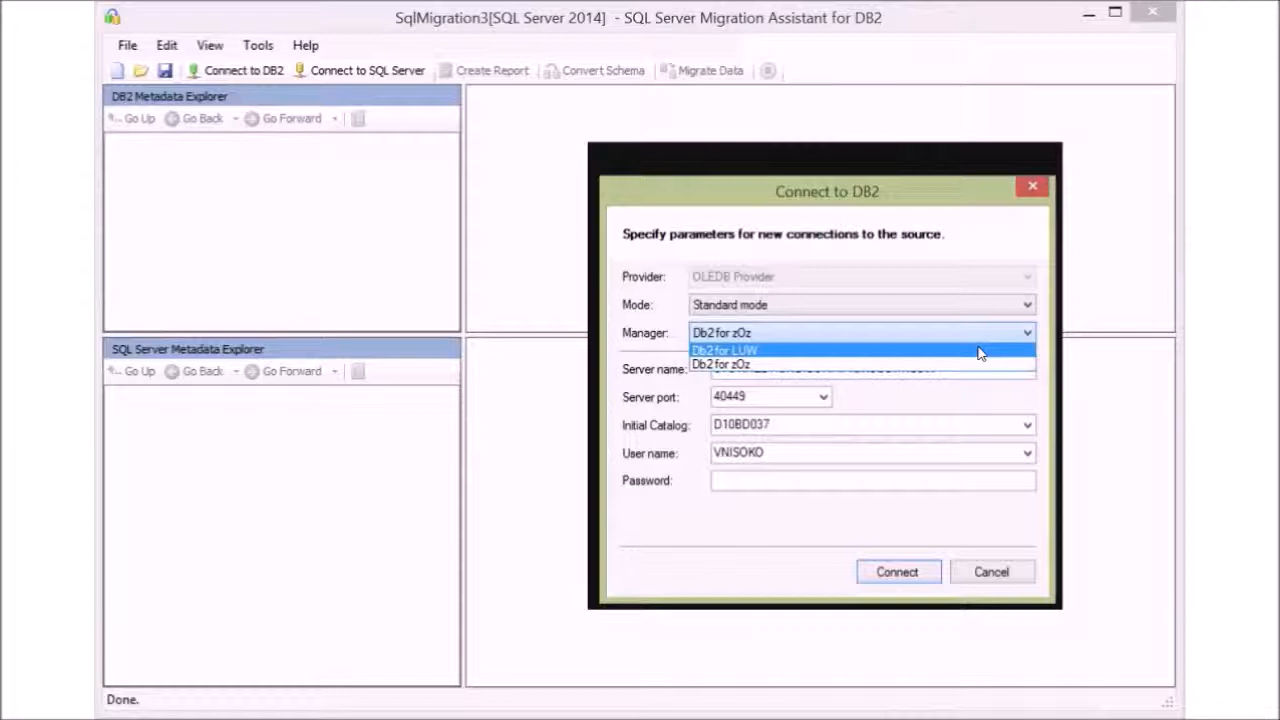 SqlMigration3[SQL Server 2014] - SQL Server Migration Assistant for DB2
File Edit View Tools Help
Connect to DB2 Connect to SQL Server Create Report Convert Schema Migrate Data
DB2 Metadata Explorer
Go Up Go Back Go Forward
SQL Server Metadata Explorer
Go Up Go Back Go Forward
Connect to DB2
Specify parameters for new connections to the source.
Provider: OLEDB Provider
Mode: Standard mode
Manager: Db2 for zOz
Db2 for LUW
Db2 for zOz
Server name:
Server port: 40449
Initial Catalog: D10BD037
User name: VNISOKO
Password:
Connect Cancel
Done.